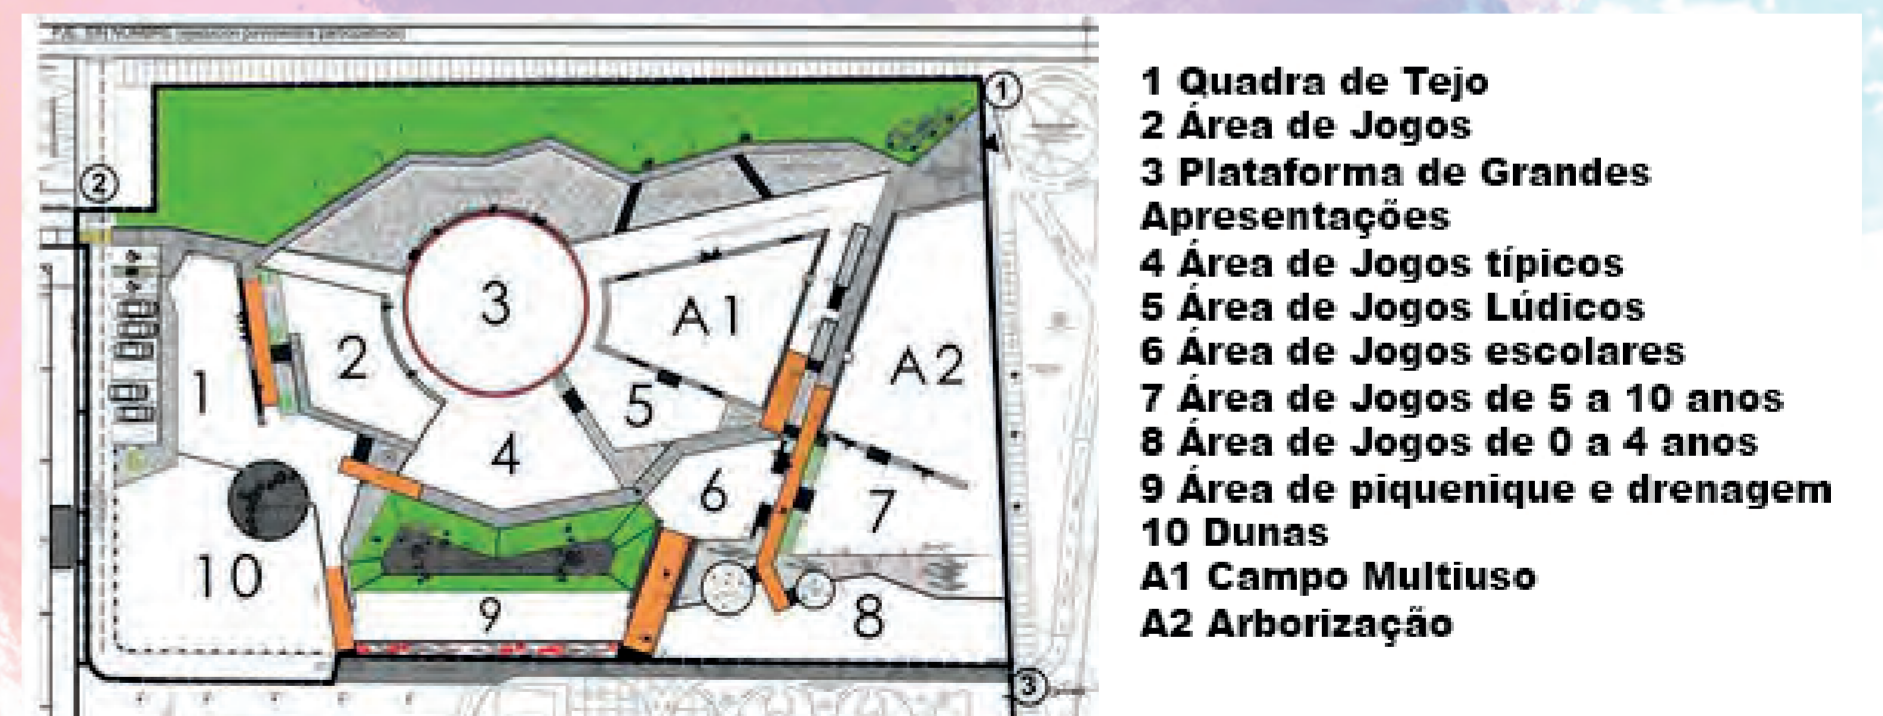 P.JE. SIN NOMBRE
1
2
3
A1
2
A2
1
5
4
6
7
10
9
8
3
1 Quadra de Tejo
2 Área de Jogos
3 Plataforma de Grandes
Apresentações
4 Área de Jogos típicos
5 Área de Jogos Lúdicos
6 Área de Jogos escolares
7 Área de Jogos de 5 a 10 anos
8 Área de Jogos de 0 a 4 anos
9 Área de piquenique e drenagem
10 Dunas
A1 Campo Multiuso
A2 Arborização